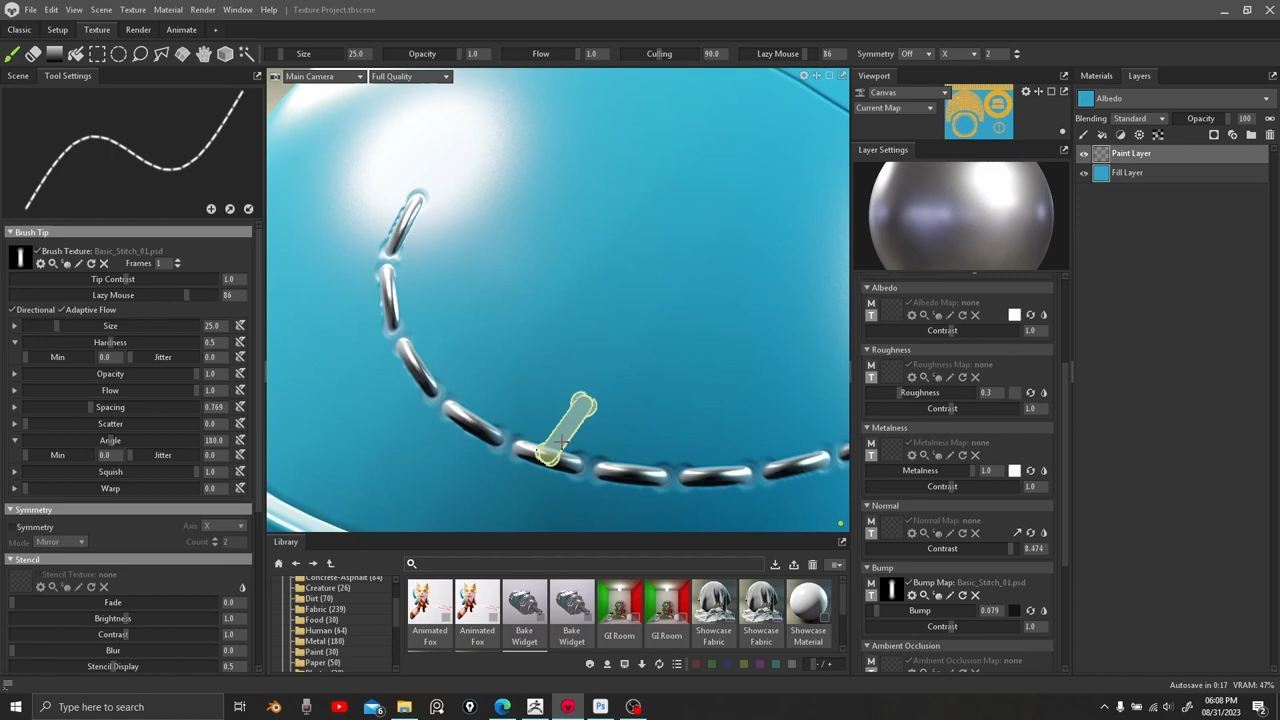 File Edit View Scene Texture Material Render Window Capture Help Texture Project.tbscene
Classic Setup Texture Render Animate +
Size 25.0 Opacity 1.0 Flow 1.0 Culling 90.0 Lazy Mouse 86 Symmetry Off X 2
Scene Tool Settings
Main Camera Full Quality
Viewport
Canvas
Current Map
Materials Layers
Albedo
Blending Standard Opacity 100
Paint Layer
Fill Layer
Layer Settings
Brush Tip
Brush Texture: Basic_Stitch_01.psd
Frames 1
Tip Contrast 1.0
Lazy Mouse 86
Directional Adaptive Flow
Size 25.0
Hardness 0.5
Min 0.0 Jitter 0.0
Opacity 1.0
Flow 1.0
Spacing 0.769
Scatter 0.0
Angle 180.0
Min 0.0 Jitter 0.0
Squish 1.0
Warp 0.0
Symmetry
Symmetry Axis X
Mode Mirror Count 2
Stencil
Stencil Texture: none
Fade 0.0
Brightness 1.0
Contrast 1.0
Blur 0.0
Stencil Display 0.5
Library
Concrete-Asphalt (84)
Creature (26)
Dirt (70)
Fabric (239)
Food (30)
Human (64)
Metal (180)
Paint (30)
Paper (50)
Animated Fox
Animated Fox
Bake Widget
Bake Widget
GI Room
GI Room
Showcase Fabric
Showcase Fabric
Showcase Material
- / +
Albedo
M Albedo Map: none
T
Contrast 1.0
Roughness
M Roughness Map: none
T
Roughness 0.3
Contrast 1.0
Metalness
M Metalness Map: none
T
Metalness 1.0
Contrast 1.0
Normal
M Normal Map: none
T
Contrast 8.474
Bump
M Bump Map: Basic_Stitch_01.psd
T
Bump 0.079
Contrast 1.0
Ambient Occlusion
M Ambient Occlusion Map: none
Autosave in 0:17 VRAM: 47%
Type here to search
06:08 PM
08/31/2023